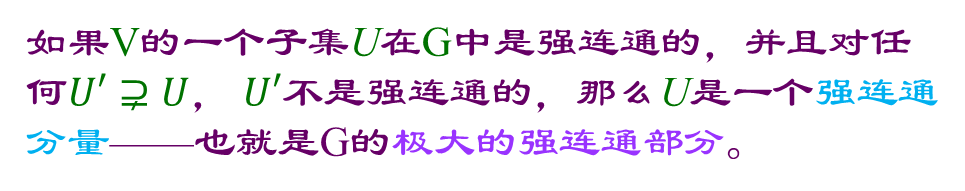 如果V的一个子集U在G中是强连通的，并且对任
何U′ ⊋ U， U′不是强连通的，那么U是一个强连通
分量——也就是G的极大的强连通部分。